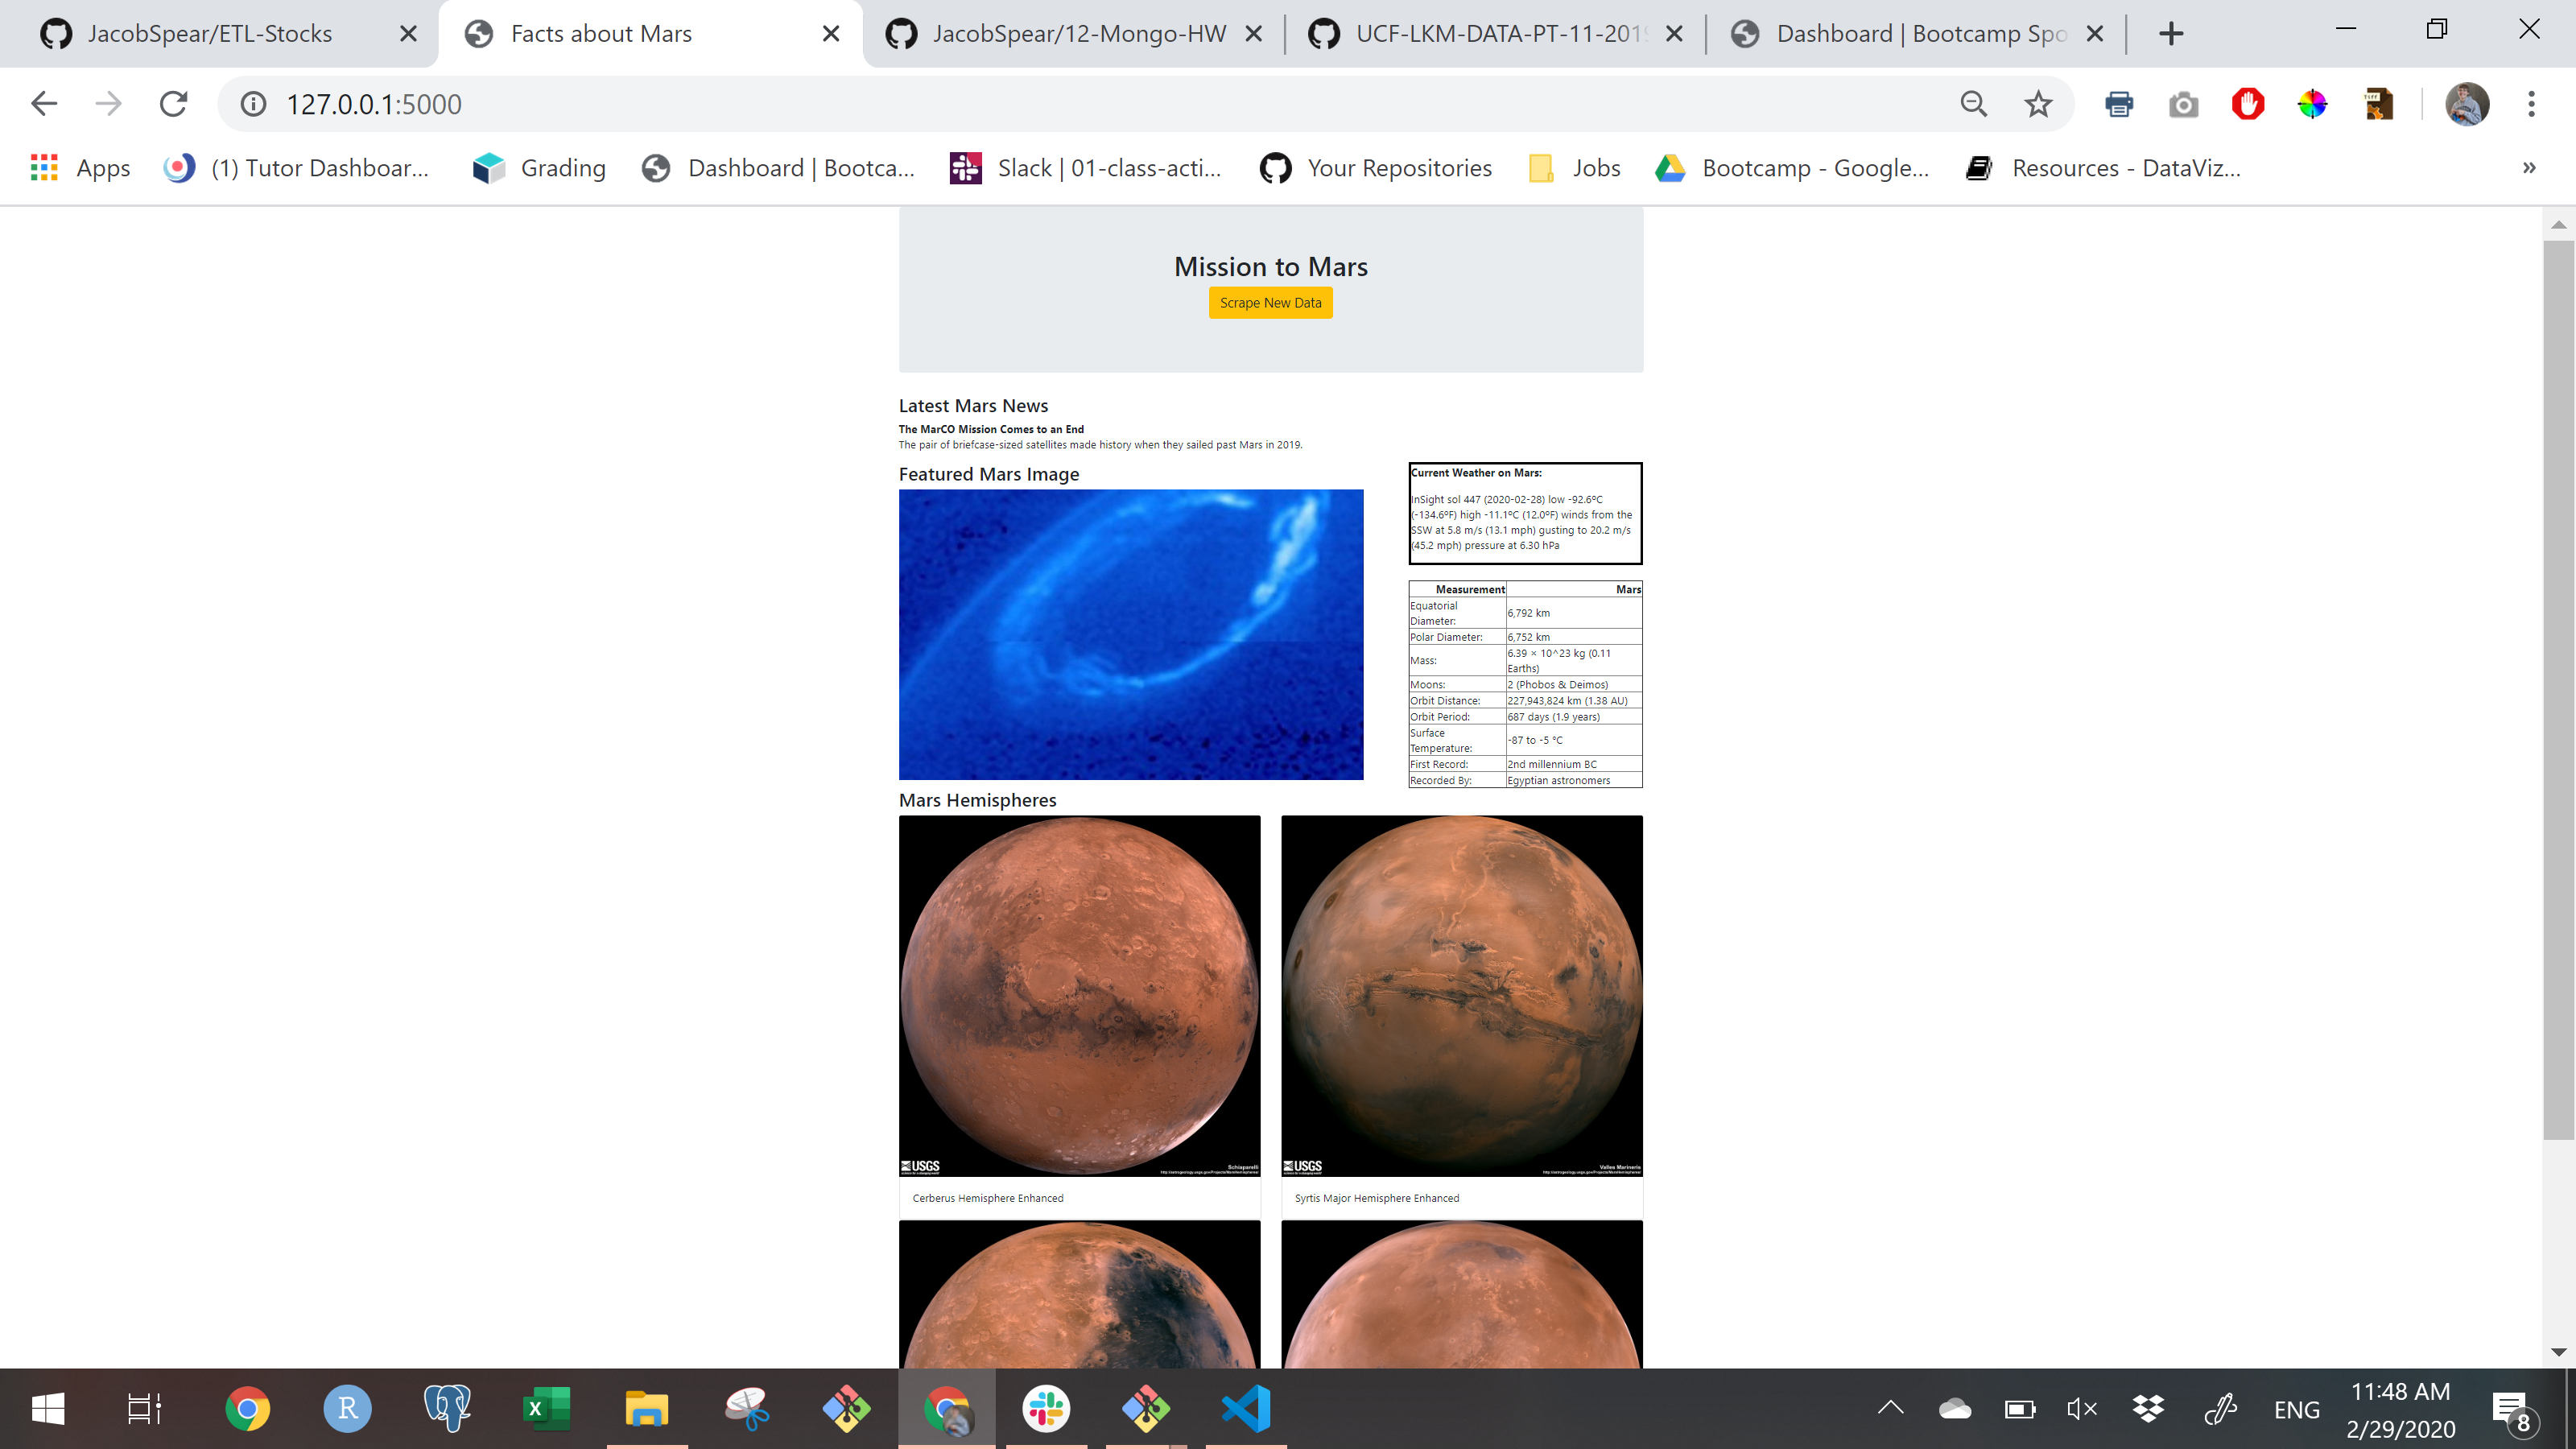 JacobSpear/ETL-Stocks
Facts about Mars
JacobSpear/12-Mongo-HW
UCF-LKM-DATA-PT-11-2019
Dashboard | Bootcamp Spo
127.0.0.1:5000
Apps
(1) Tutor Dashboar...
Grading
Dashboard | Bootca...
Slack | 01-class-acti...
Your Repositories
Jobs
Bootcamp - Google...
Resources - DataViz...
»
Mission to Mars
Scrape New Data
Latest Mars News
The MarCO Mission Comes to an End
The pair of briefcase-sized satellites made history when they sailed past Mars in 2019.
Featured Mars Image
Current Weather on Mars:
InSight sol 447 (2020-02-28) low -92.6ºC
(-134.6ºF) high -11.1ºC (12.0ºF) winds from the
SSW at 5.8 m/s (13.1 mph) gusting to 20.2 m/s
(45.2 mph) pressure at 6.30 hPa
Measurement Mars
Equatorial
Diameter: 6,792 km
Polar Diameter: 6,752 km
Mass: 6.39 × 10^23 kg (0.11
Earths)
Moons: 2 (Phobos & Deimos)
Orbit Distance: 227,943,824 km (1.38 AU)
Orbit Period: 687 days (1.9 years)
Surface
Temperature: -87 to -5 °C
First Record: 2nd millennium BC
Recorded By: Egyptian astronomers
Mars Hemispheres
USGS
Schiaparelli
USGS
Valles Marineris
Cerberus Hemisphere Enhanced
Syrtis Major Hemisphere Enhanced
R
X
ENG
11:48 AM
2/29/2020
8